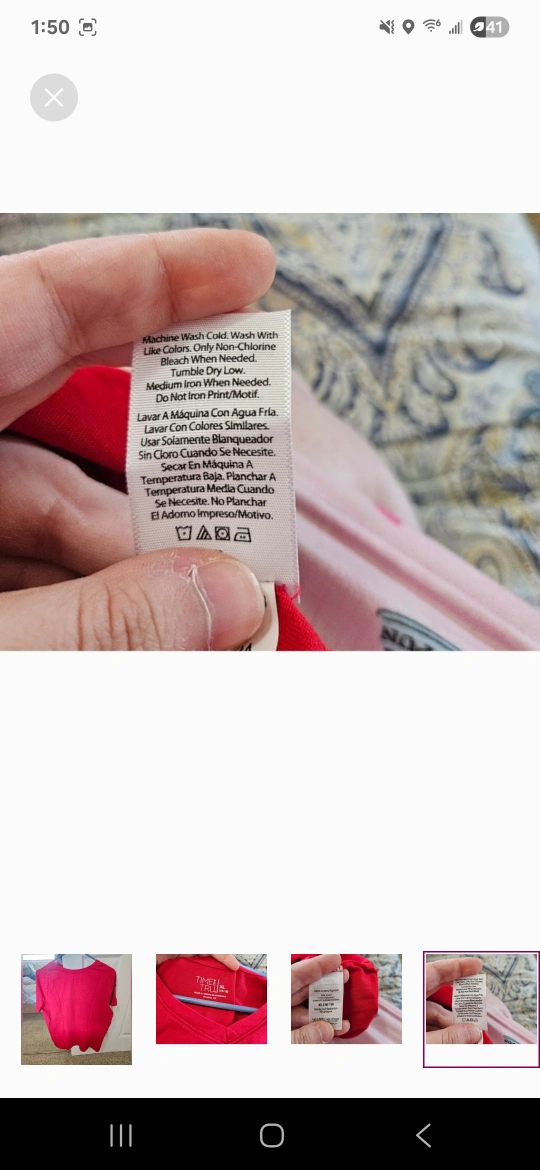 1:50
41
Machine Wash Cold. Wash With
Like Colors. Only Non-Chlorine
Bleach When Needed.
Tumble Dry Low.
Medium Iron When Needed.
Do Not Iron Print/Motif.
Lavar A Máquina Con Agua Fría.
Lavar Con Colores Similares.
Usar Solamente Blanqueador
Sin Cloro Cuando Se Necesite.
Secar En Máquina A
Temperatura Baja. Planchar A
Temperatura Media Cuando
Se Necesite. No Planchar
El Adorno Impreso/Motivo.
TIME
TRU